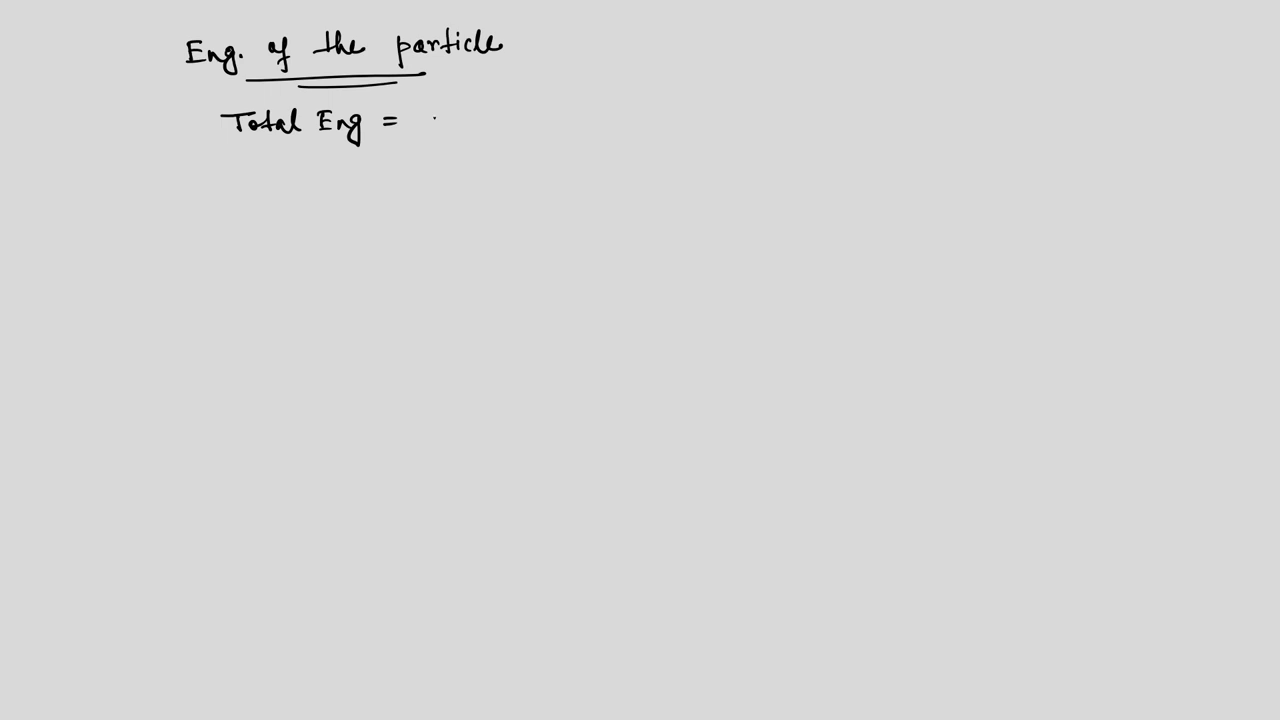 Eng. of the particle
Total Eng =